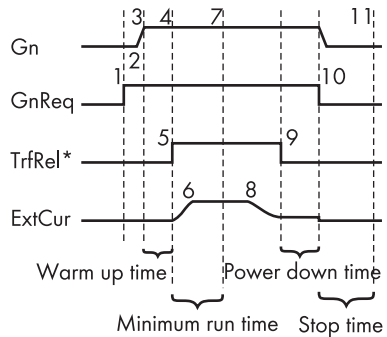 3 4 7 11
Gn
2
1 10
GnReq
5 9
TrfRel*
6 8
ExtCur
Warm up time Power down time
Minimum run time Stop time